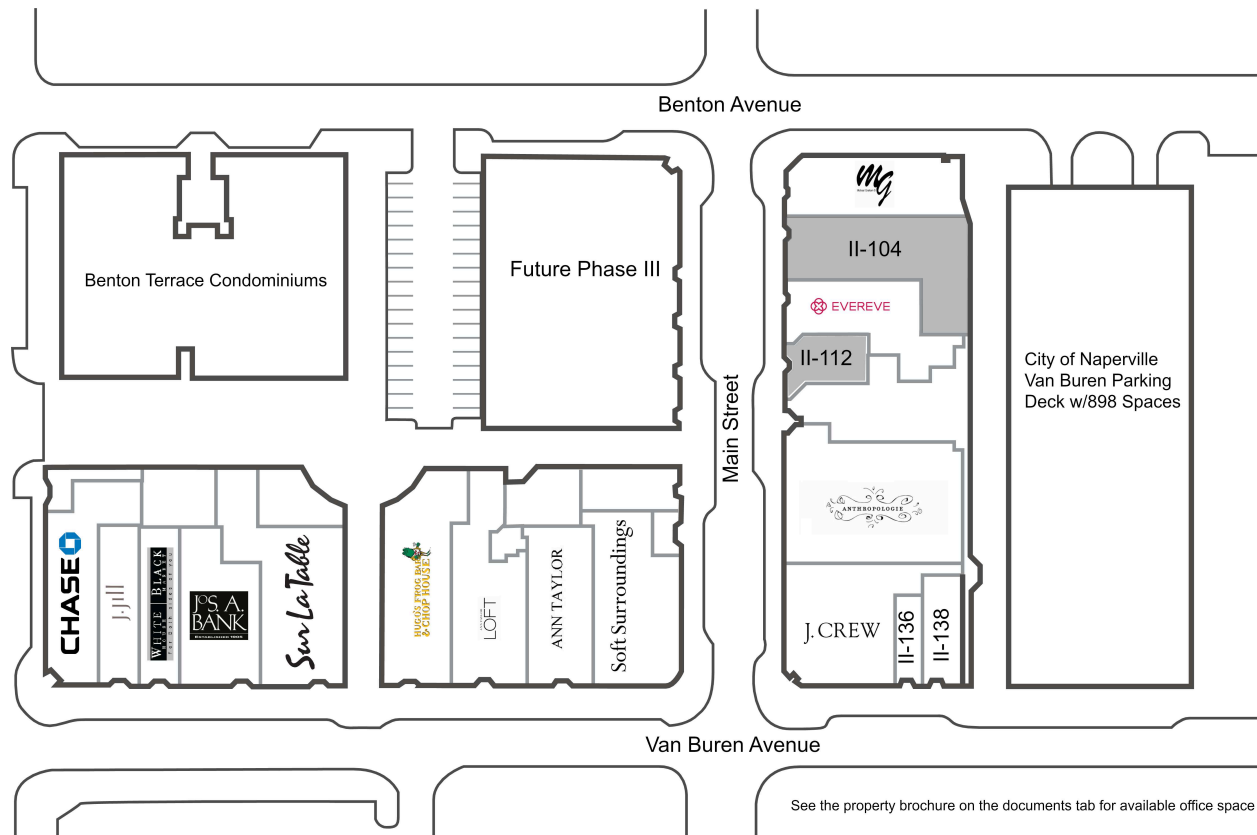 Benton Avenue
MG
II-104
Benton Terrace Condominiums
Future Phase III
EVEREVE
II-112
City of Naperville
Van Buren Parking
Deck w/898 Spaces
Main Street
ANTHROPOLOGIE
CHASE
J.Jill
WHITE BLACK
JOS. A.
BANK
ESTABLISHED 1905
Sur La Table
HUGO'S FROG BAR
& CHOP HOUSE
LOFT
ANN TAYLOR
Soft Surroundings
J. CREW
II-136
II-138
Van Buren Avenue
See the property brochure on the documents tab for available office space